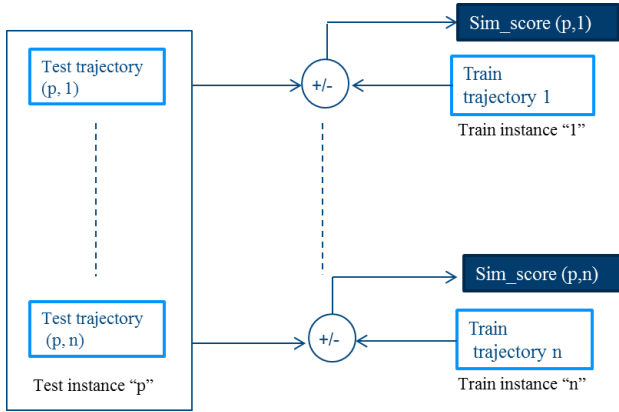 Sim_score (p,1)
Test trajectory
(p, 1)
+/-
Train
trajectory 1
Train instance “1”
Sim_score (p,n)
Test trajectory
(p, n)
+/-
Train
trajectory n
Test instance “p”
Train instance “n”